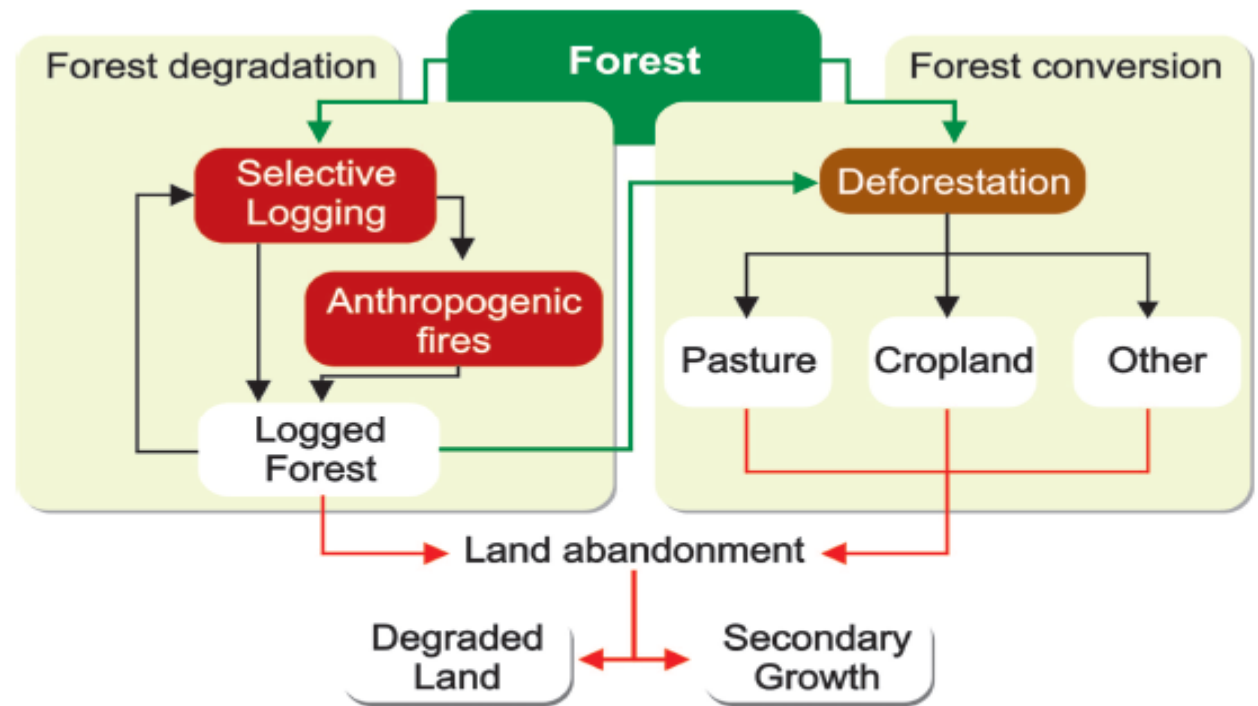 Forest
Forest degradation
Forest conversion
Selective
Logging
Deforestation
Anthropogenic
fires
Pasture
Cropland
Other
Logged
Forest
Land abandonment
Degraded
Land
Secondary
Growth